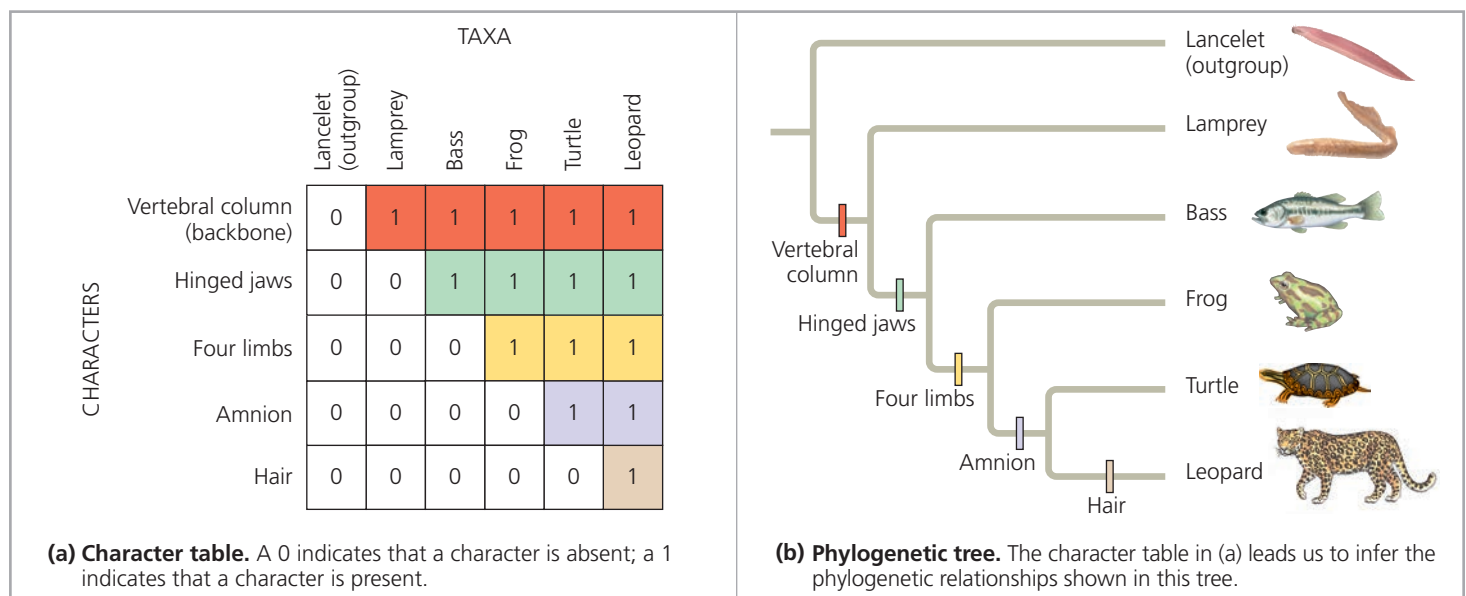 TAXA
Lancelet
(outgroup)
Lamprey
Bass
Frog
Turtle
Leopard
CHARACTERS
Vertebral column
(backbone)
0 1 1 1 1 1
Hinged jaws
0 0 1 1 1 1
Four limbs
0 0 0 1 1 1
Amnion
0 0 0 0 1 1
Hair
0 0 0 0 0 1
(a) Character table. A 0 indicates that a character is absent; a 1
indicates that a character is present.
Lancelet
(outgroup)
Lamprey
Bass
Vertebral
column
Frog
Hinged jaws
Turtle
Four limbs
Amnion
Leopard
Hair
(b) Phylogenetic tree. The character table in (a) leads us to infer the
phylogenetic relationships shown in this tree.